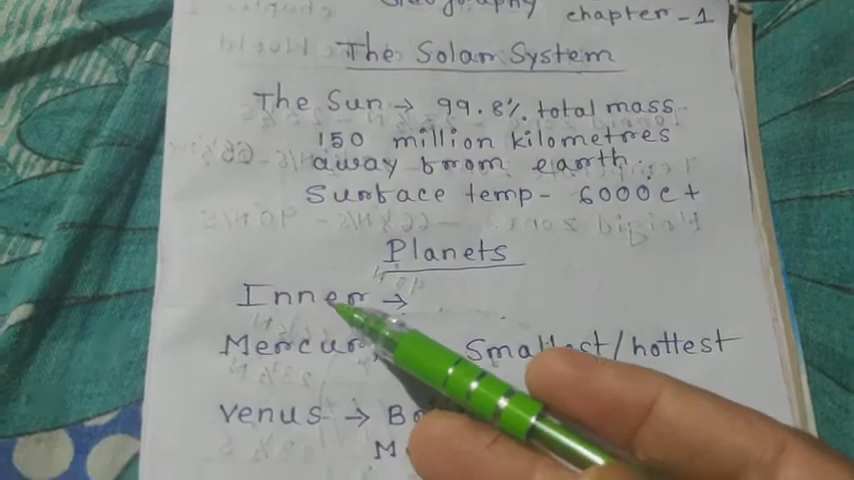 Geography chapter-1
The Solar System
The Sun → 99.8% total mass
150 million kilometres
away from earth.
Surface temp- 6000c +
Planets
Inner →
Smallest/hottest
Venus →